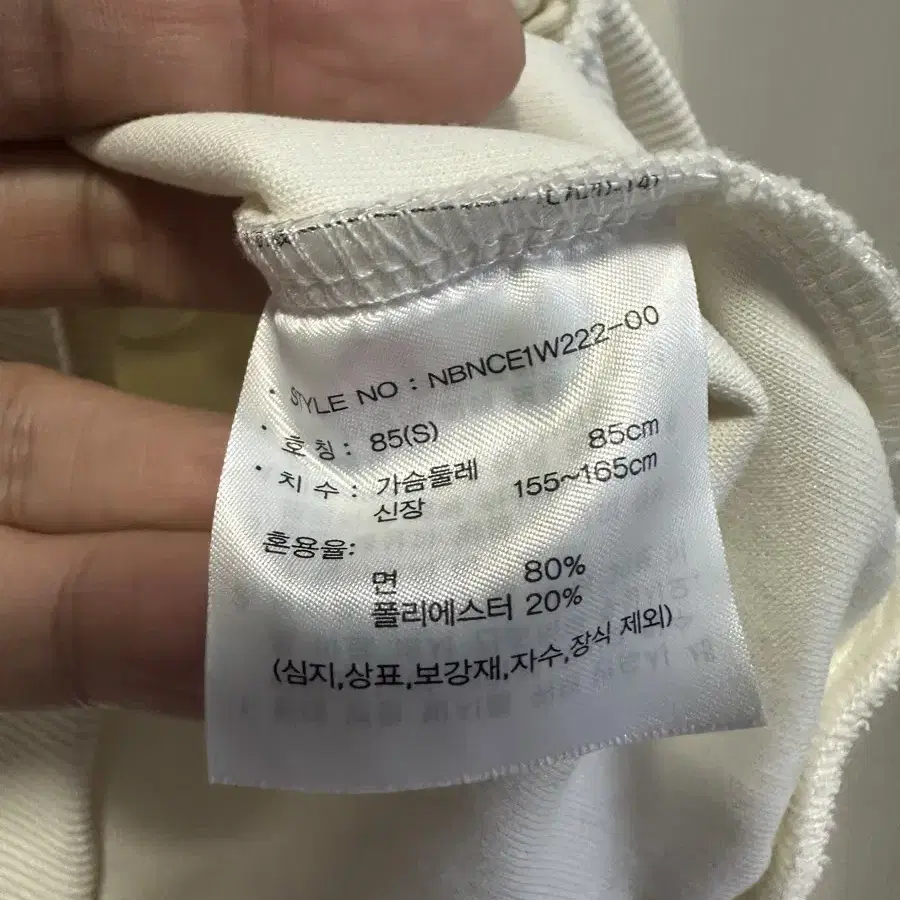 · STYLE NO : NBNCE1W222-00
· 호 칭 : 85(S)
· 치 수 : 가슴둘레 85cm
신장 155~165cm
혼용율:
면 80%
폴리에스터 20%
(심지,상표,보강재,자수,장식 제외)